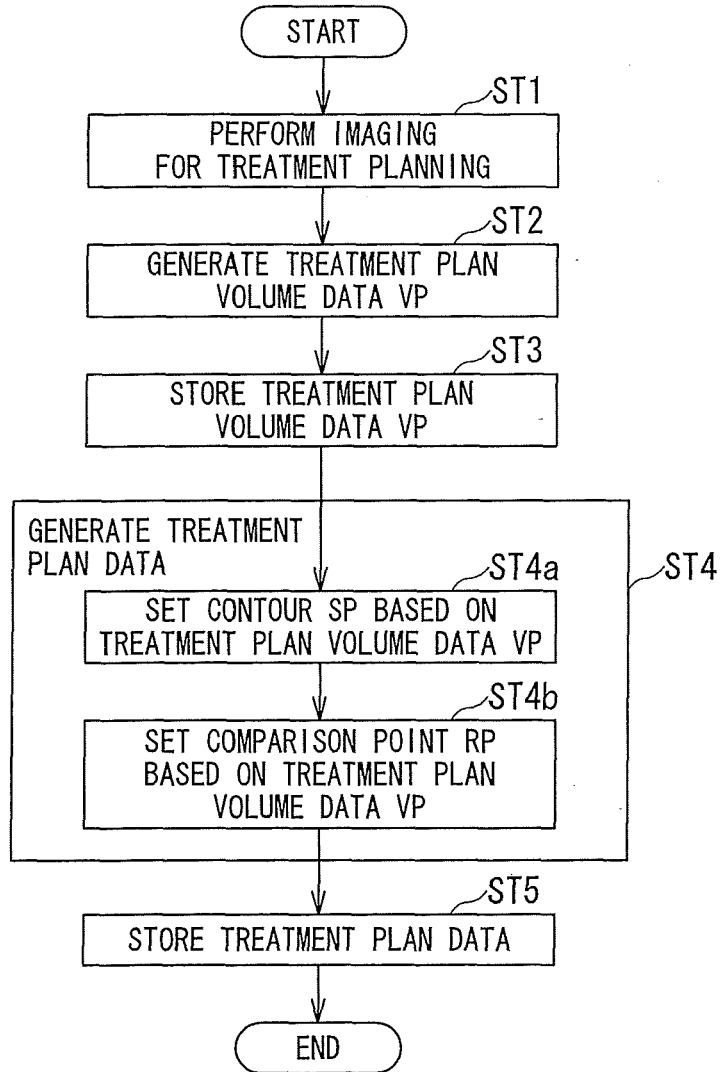 START
ST1
PERFORM IMAGING
FOR TREATMENT PLANNING
ST2
GENERATE TREATMENT PLAN
VOLUME DATA VP
ST3
STORE TREATMENT PLAN
VOLUME DATA VP
GENERATE TREATMENT
PLAN DATA
ST4
ST4a
SET CONTOUR SP BASED ON
TREATMENT PLAN VOLUME DATA VP
ST4b
SET COMPARISON POINT RP
BASED ON TREATMENT PLAN
VOLUME DATA VP
ST5
STORE TREATMENT PLAN DATA
END